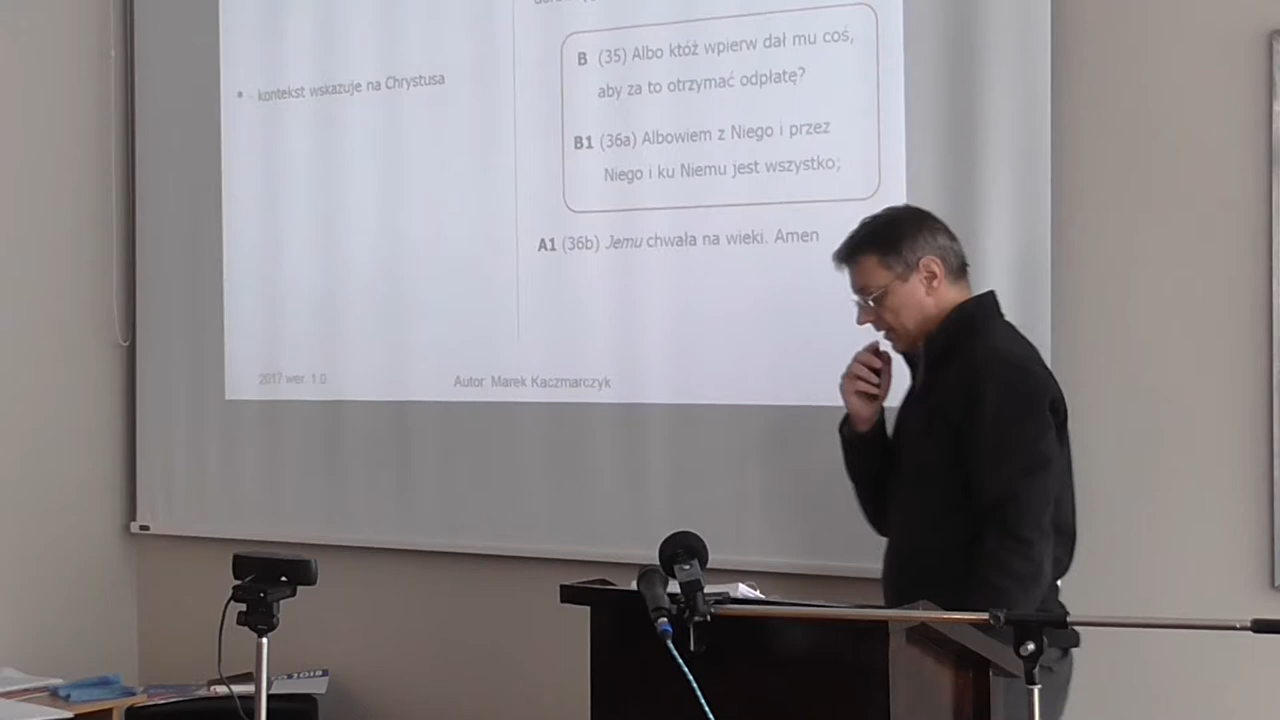 B (35) Albo któż wpierw dał mu coś,
aby za to otrzymać odpłatę?
* - kontekst wskazuje na Chrystusa
B1 (36a) Albowiem z Niego i przez
Niego i ku Niemu jest wszystko;
A1 (36b) Jemu chwała na wieki. Amen
2017 wer. 1.0
Autor: Marek Kaczmarczyk
2018